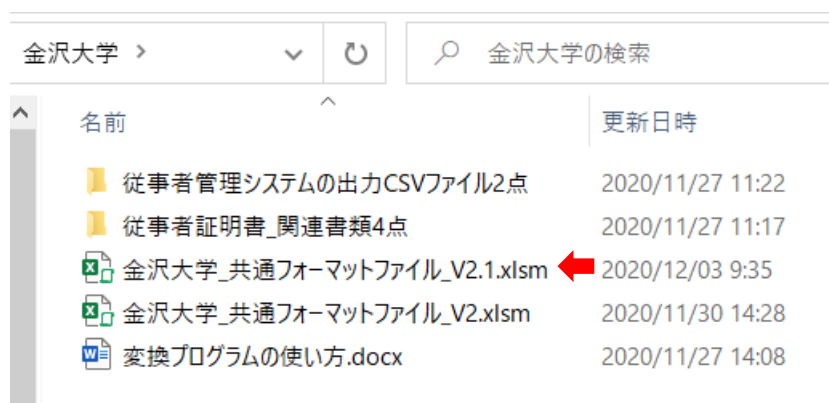 金沢大学 >
金沢大学の検索
名前 更新日時
従事者管理システムの出力CSVファイル2点 2020/11/27 11:22
従事者証明書_関連書類4点 2020/11/27 11:17
金沢大学_共通フォーマットファイル_V2.1.xlsm 2020/12/03 9:35
金沢大学_共通フォーマットファイル_V2.xlsm 2020/11/30 14:28
変換プログラムの使い方.docx 2020/11/27 14:08